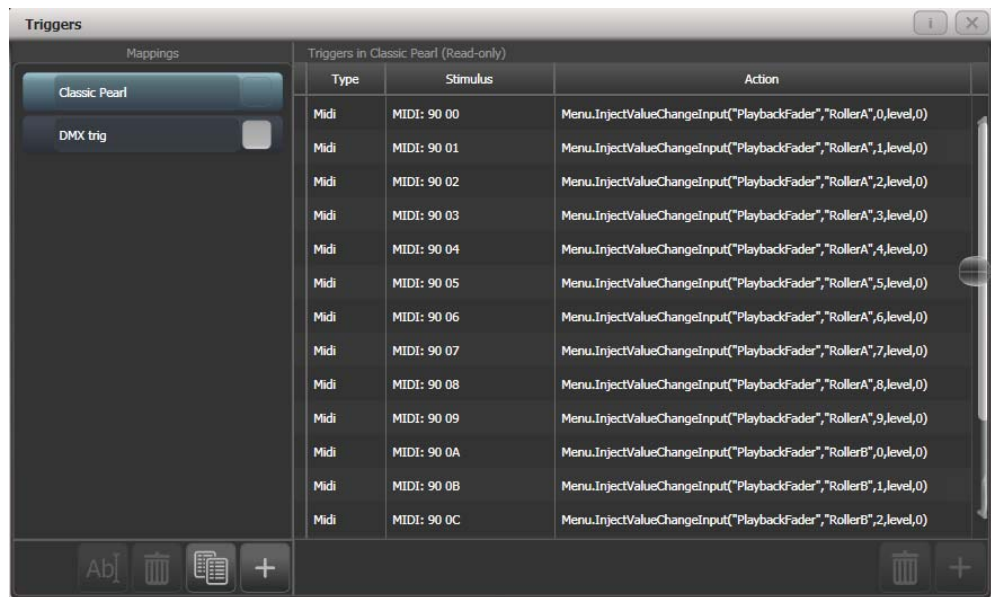 Triggers
i
Mappings
Triggers in Classic Pearl (Read-only)
Classic Pearl
DMX trig
Type Stimulus Action
Midi MIDI: 90 00 Menu.InjectValueChangeInput("PlaybackFader","RollerA",0,level,0)
Midi MIDI: 90 01 Menu.InjectValueChangeInput("PlaybackFader","RollerA",1,level,0)
Midi MIDI: 90 02 Menu.InjectValueChangeInput("PlaybackFader","RollerA",2,level,0)
Midi MIDI: 90 03 Menu.InjectValueChangeInput("PlaybackFader","RollerA",3,level,0)
Midi MIDI: 90 04 Menu.InjectValueChangeInput("PlaybackFader","RollerA",4,level,0)
Midi MIDI: 90 05 Menu.InjectValueChangeInput("PlaybackFader","RollerA",5,level,0)
Midi MIDI: 90 06 Menu.InjectValueChangeInput("PlaybackFader","RollerA",6,level,0)
Midi MIDI: 90 07 Menu.InjectValueChangeInput("PlaybackFader","RollerA",7,level,0)
Midi MIDI: 90 08 Menu.InjectValueChangeInput("PlaybackFader","RollerA",8,level,0)
Midi MIDI: 90 09 Menu.InjectValueChangeInput("PlaybackFader","RollerA",9,level,0)
Midi MIDI: 90 0A Menu.InjectValueChangeInput("PlaybackFader","RollerB",0,level,0)
Midi MIDI: 90 0B Menu.InjectValueChangeInput("PlaybackFader","RollerB",1,level,0)
Midi MIDI: 90 0C Menu.InjectValueChangeInput("PlaybackFader","RollerB",2,level,0)
Ab